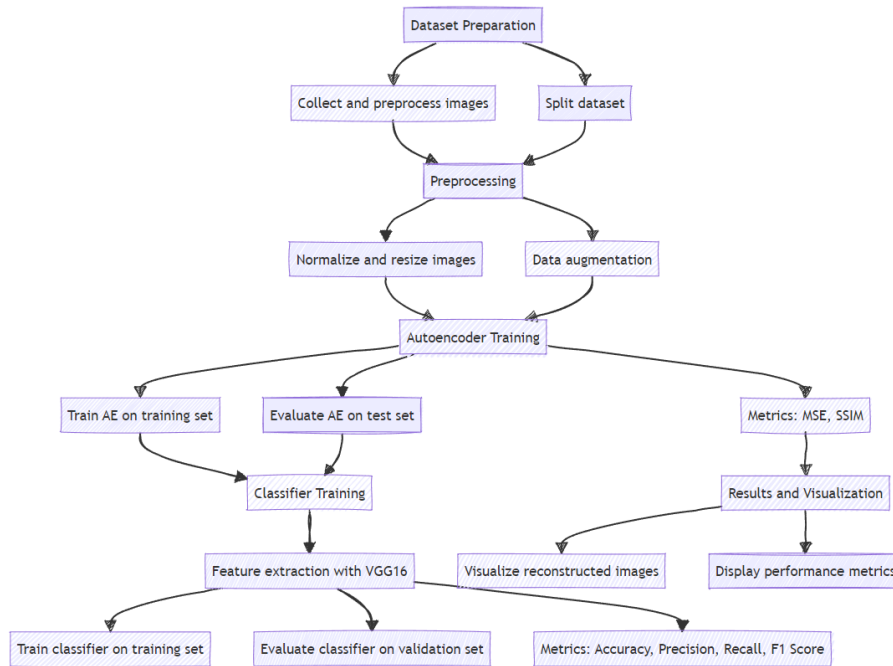 Dataset Preparation
Collect and preprocess images
Split dataset
Preprocessing
Normalize and resize images
Data augmentation
Autoencoder Training
Train AE on training set
Evaluate AE on test set
Metrics: MSE, SSIM
Classifier Training
Results and Visualization
Feature extraction with VGG16
Visualize reconstructed images
Display performance metrics
Train classifier on training set
Evaluate classifier on validation set
Metrics: Accuracy, Precision, Recall, F1 Score